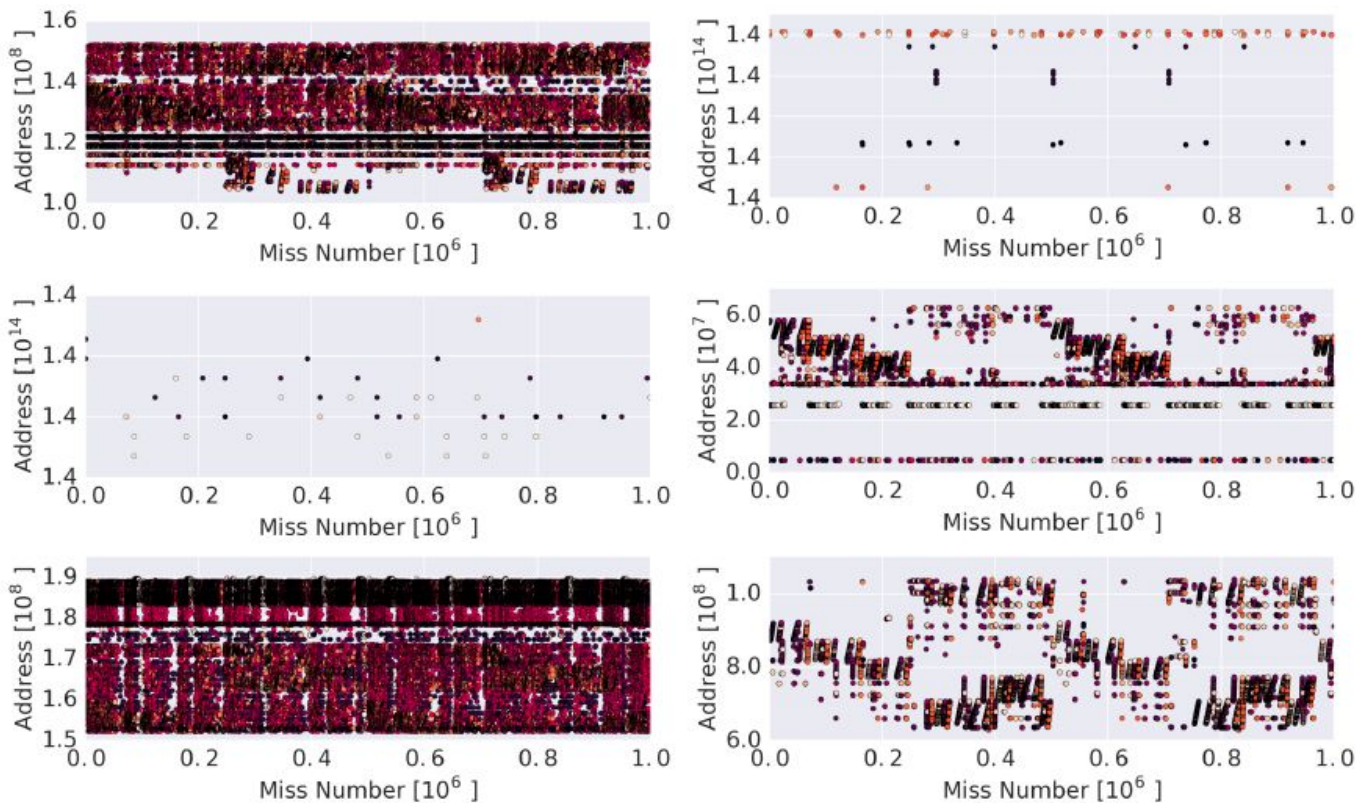 1.6
1.4
1.2
1.0
Address [10^8 ]
0.0 0.2 0.4 0.6 0.8 1.0
Miss Number [10^6 ]
1.4
1.4
1.4
1.4
1.4
Address [10^14 ]
0.0 0.2 0.4 0.6 0.8 1.0
Miss Number [10^6 ]
1.4
1.4
1.4
1.4
Address [10^14 ]
0.0 0.2 0.4 0.6 0.8 1.0
Miss Number [10^6 ]
6.0
4.0
2.0
0.0
Address [10^7 ]
0.0 0.2 0.4 0.6 0.8 1.0
Miss Number [10^6 ]
1.9
1.8
1.7
1.6
1.5
Address [10^8 ]
0.0 0.2 0.4 0.6 0.8 1.0
Miss Number [10^6 ]
1.0
8.0
6.0
Address [10^8 ]
0.0 0.2 0.4 0.6 0.8 1.0
Miss Number [10^6 ]